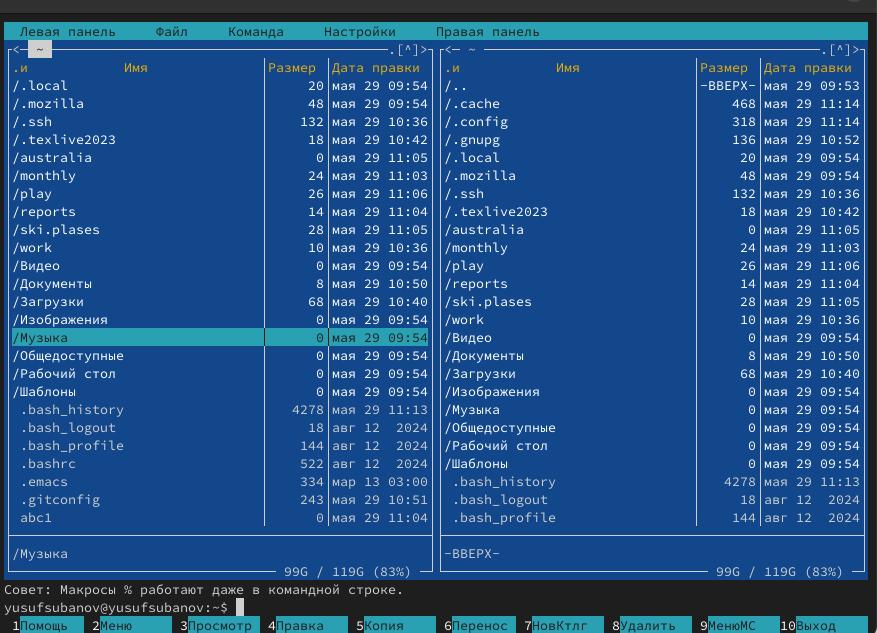 Левая панель Файл Команда Настройки Правая панель
<─ ~ .[^]> <─ ~ .[^]>
.и Имя Размер Дата правки .и Имя Размер Дата правки
/.local 20 мая 29 09:54 /.. -ВВЕРХ- мая 29 09:53
/.mozilla 48 мая 29 09:54 /.cache 468 мая 29 11:14
/.ssh 132 мая 29 10:36 /.config 318 мая 29 11:14
/.texlive2023 18 мая 29 10:42 /.gnupg 136 мая 29 10:52
/australia 0 мая 29 11:05 /.local 20 мая 29 09:54
/monthly 24 мая 29 11:03 /.mozilla 48 мая 29 09:54
/play 26 мая 29 11:06 /.ssh 132 мая 29 10:36
/reports 14 мая 29 11:04 /.texlive2023 18 мая 29 10:42
/ski.plases 28 мая 29 11:05 /australia 0 мая 29 11:05
/work 10 мая 29 10:36 /monthly 24 мая 29 11:03
/Видео 0 мая 29 09:54 /play 26 мая 29 11:06
/Документы 8 мая 29 10:50 /reports 14 мая 29 11:04
/Загрузки 68 мая 29 10:40 /ski.plases 28 мая 29 11:05
/Изображения 0 мая 29 09:54 /work 10 мая 29 10:36
/Музыка 0 мая 29 09:54 /Видео 0 мая 29 09:54
/Общедоступные 0 мая 29 09:54 /Документы 8 мая 29 10:50
/Рабочий стол 0 мая 29 09:54 /Загрузки 68 мая 29 10:40
/Шаблоны 0 мая 29 09:54 /Изображения 0 мая 29 09:54
.bash_history 4278 мая 29 11:13 /Музыка 0 мая 29 09:54
.bash_logout 18 авг 12 2024 /Общедоступные 0 мая 29 09:54
.bash_profile 144 авг 12 2024 /Рабочий стол 0 мая 29 09:54
.bashrc 522 авг 12 2024 /Шаблоны 0 мая 29 09:54
.emacs 334 мар 13 03:00 .bash_history 4278 мая 29 11:13
.gitconfig 243 мая 29 10:51 .bash_logout 18 авг 12 2024
abc1 0 мая 29 11:04 .bash_profile 144 авг 12 2024
/Музыка -ВВЕРХ-
99G / 119G (83%) 99G / 119G (83%)
Совет: Макросы % работают даже в командной строке.
yusufsubanov@yusufsubanov:~$
1Помощь 2Меню 3Просмотр 4Правка 5Копия 6Перенос 7НовКтлг 8Удалить 9МенюMC 10Выход